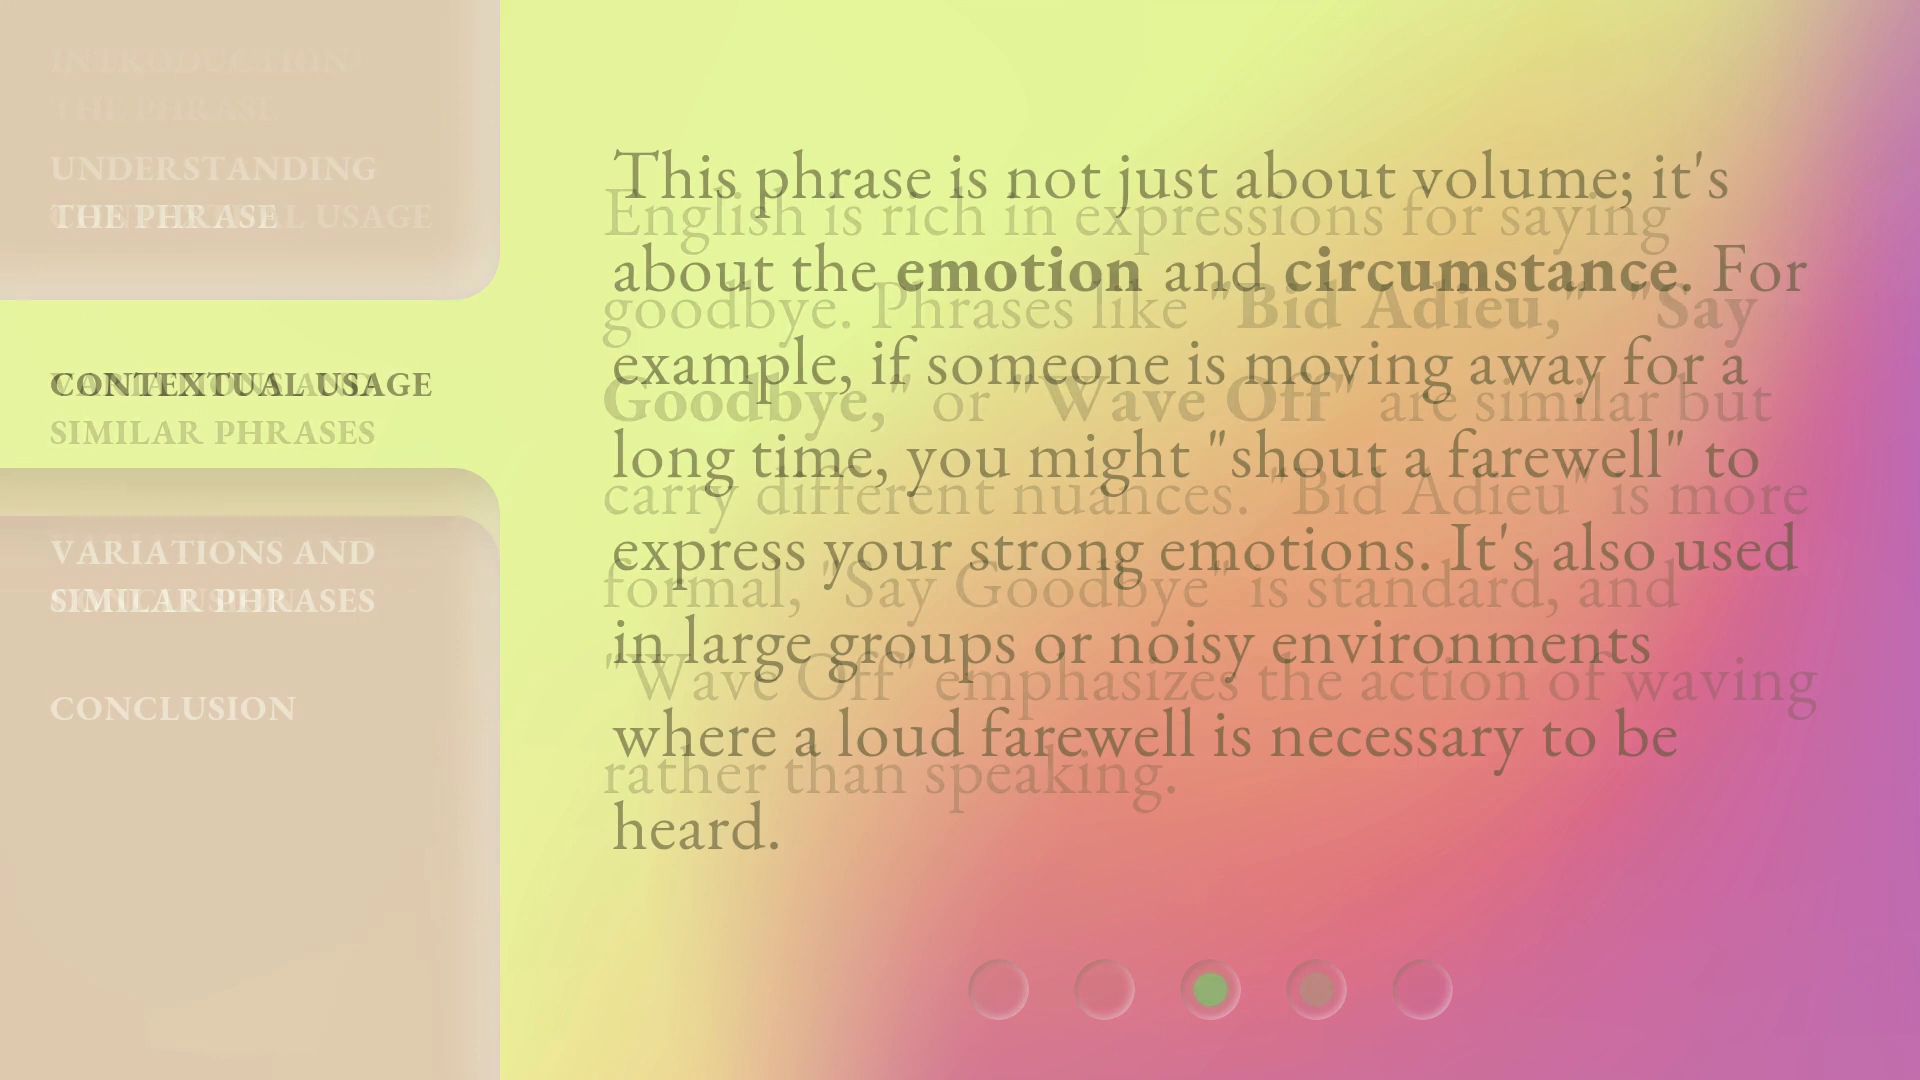 INTRODUCTION
THE PHRASE
UNDERSTANDING
THE PHRASE
CONTEXTUAL USAGE
CONTEXTUAL USAGE
VARIATIONS AND
SIMILAR PHRASES
VARIATIONS AND
SIMILAR PHRASES
CONCLUSION
CONCLUSION
This phrase is not just about volume; it's
about the emotion and circumstance. For
example, if someone is moving away for a
long time, you might "shout a farewell" to
express your strong emotions. It's also used
in large groups or noisy environments
where a loud farewell is necessary to be
heard.
English is rich in expressions for saying
goodbye. Phrases like "Bid Adieu," "Say
Goodbye," or "Wave Off" are similar but
carry different nuances. "Bid Adieu" is more
formal, "Say Goodbye" is standard, and
"Wave Off" emphasizes the action of waving
rather than speaking.